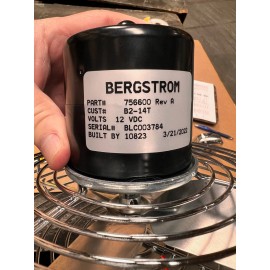 BERGSTROM
PART# 756600 Rev A
CUST# B2-14T
VOLTS 12 VDC
SERIAL# BLC003784
BUILT BY 10823 3/21/2022